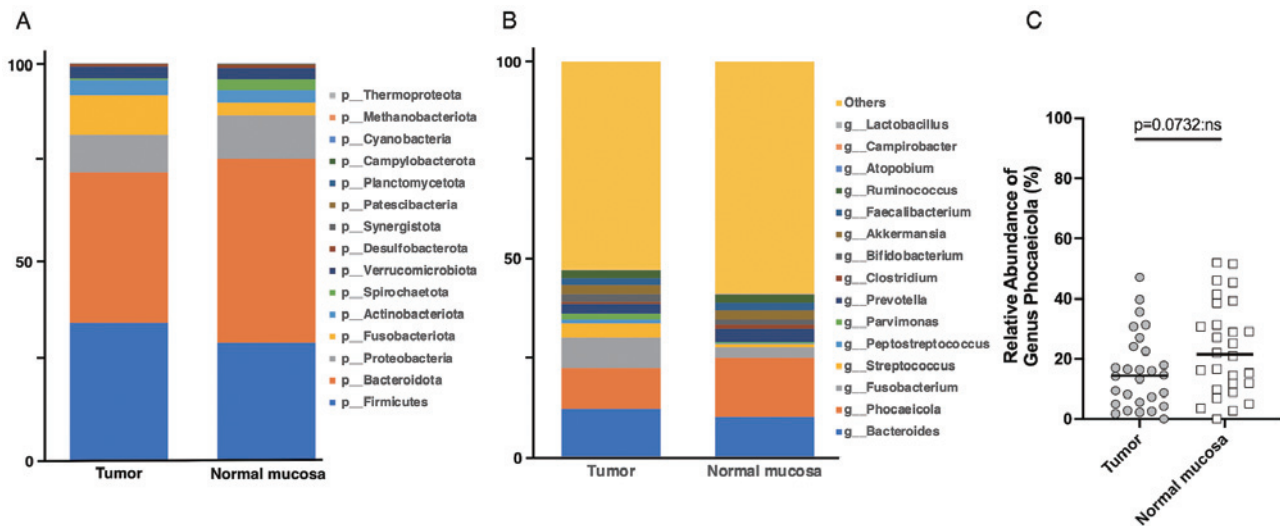 A
100
50
0
Tumor
Normal mucosa
p__Thermoproteota
p__Methanobacteriota
p__Cyanobacteria
p__Campylobacterota
p__Planctomycetota
p__Patescibacteria
p__Synergistota
p__Desulfobacterota
p__Verrucomicrobiota
p__Spirochaetota
p__Actinobacteriota
p__Fusobacteriota
p__Proteobacteria
p__Bacteroidota
p__Firmicutes
B
100
50
0
Tumor
Normal mucosa
Others
g__Lactobacillus
g__Campirobacter
g__Atopobium
g__Ruminococcus
g__Faecalibacterium
g__Akkermansia
g__Bifidobacterium
g__Clostridium
g__Prevotella
g__Parvimonas
g__Peptostreptococcus
g__Streptococcus
g__Fusobacterium
g__Phocaeicola
g__Bacteroides
C
Relative Abundance of
Genus Phocaeicola (%)
100
80
60
40
20
0
p=0.0732:ns
Tumor
Normal mucosa